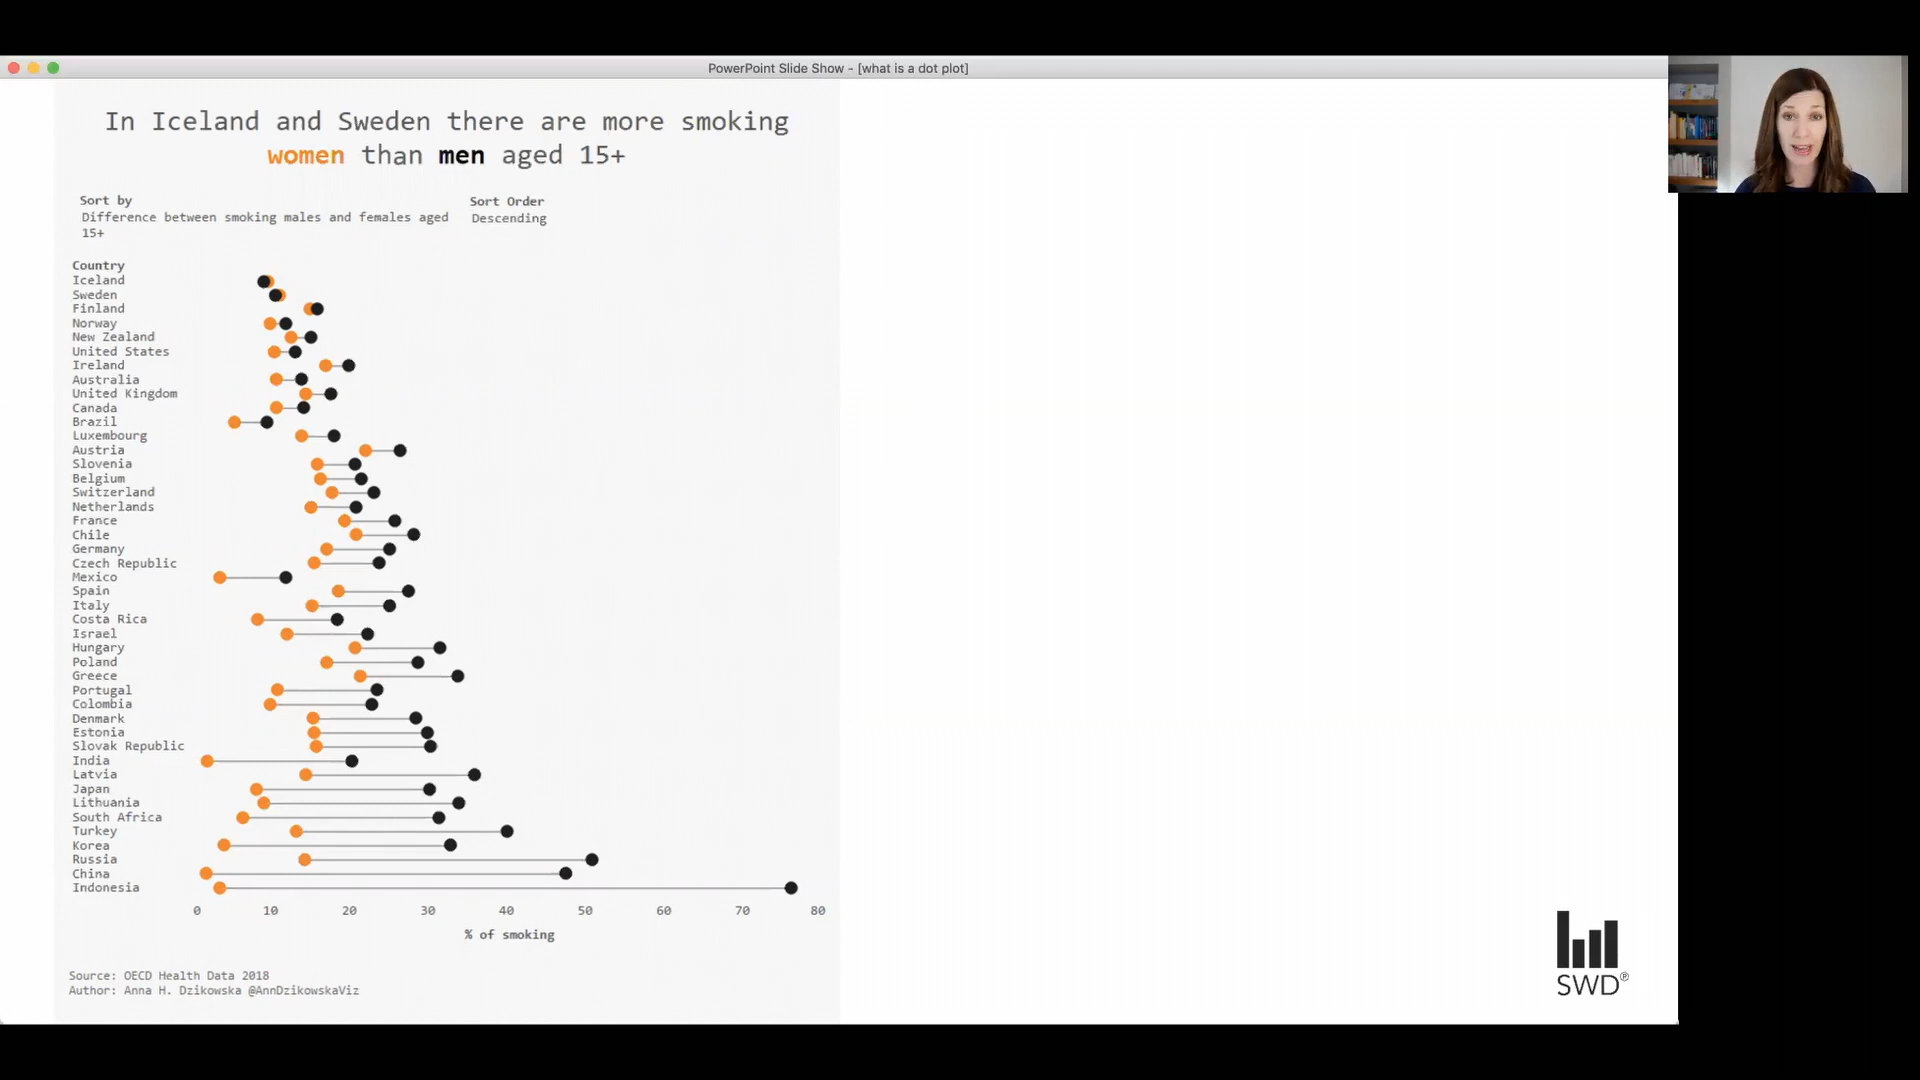 PowerPoint Slide Show - [what is a dot plot]
In Iceland and Sweden there are more smoking
women than men aged 15+
Sort by
Difference between smoking males and females aged
15+
Sort Order
Descending
Country
Iceland
Sweden
Finland
Norway
New Zealand
United States
Ireland
Australia
United Kingdom
Canada
Brazil
Luxembourg
Austria
Slovenia
Belgium
Switzerland
Netherlands
France
Chile
Germany
Czech Republic
Mexico
Spain
Italy
Costa Rica
Israel
Hungary
Poland
Greece
Portugal
Colombia
Denmark
Estonia
Slovak Republic
India
Latvia
Japan
Lithuania
South Africa
Turkey
Korea
Russia
China
Indonesia
0 10 20 30 40 50 60 70 80
% of smoking
Source: OECD Health Data 2018
Author: Anna H. Dzikowska @AnnDzikowskaViz
SWD®